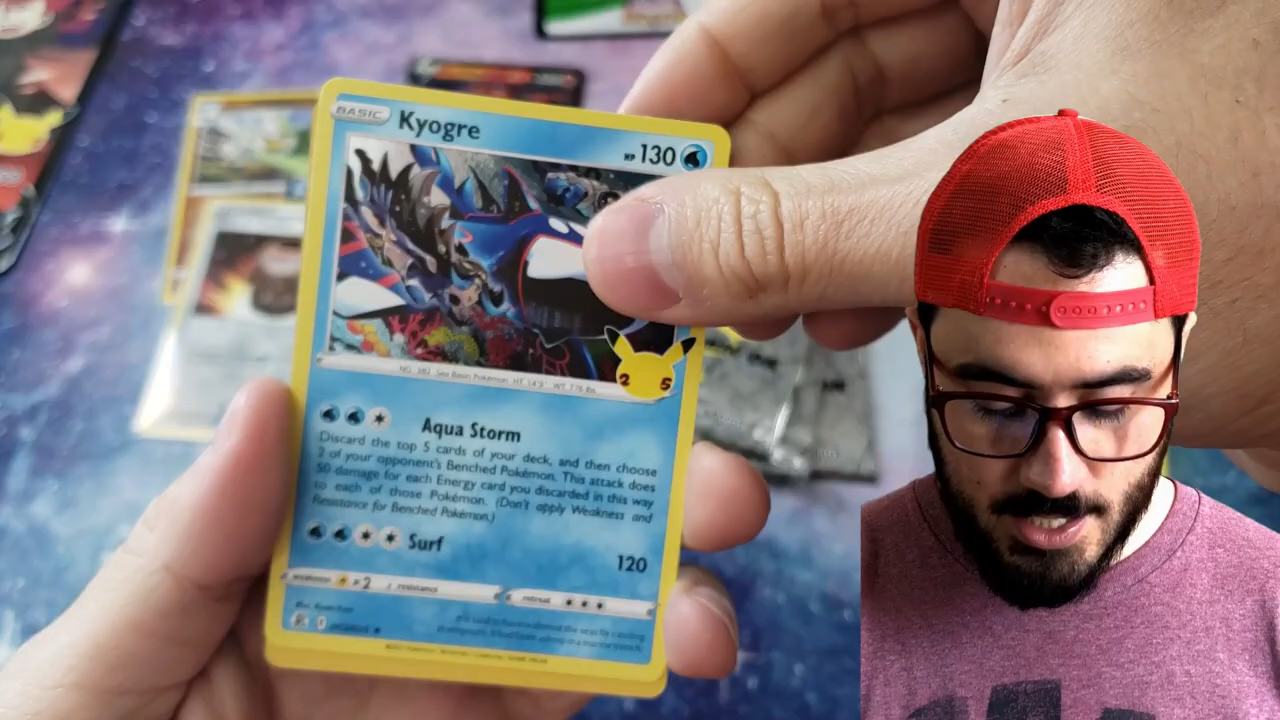 BASIC Kyogre HP 130
2 5
NO. 382 Sea Basin Pokémon HT: 14'9" WT: 776 lbs.
Aqua Storm
Discard the top 5 cards of your deck, and then choose
2 of your opponent's Benched Pokémon. This attack does
50 damage for each Energy card you discarded in this way
to each of those Pokémon. (Don't apply Weakness and
Resistance for Benched Pokémon.)
Surf 120
weakness ×2 resistance retreat